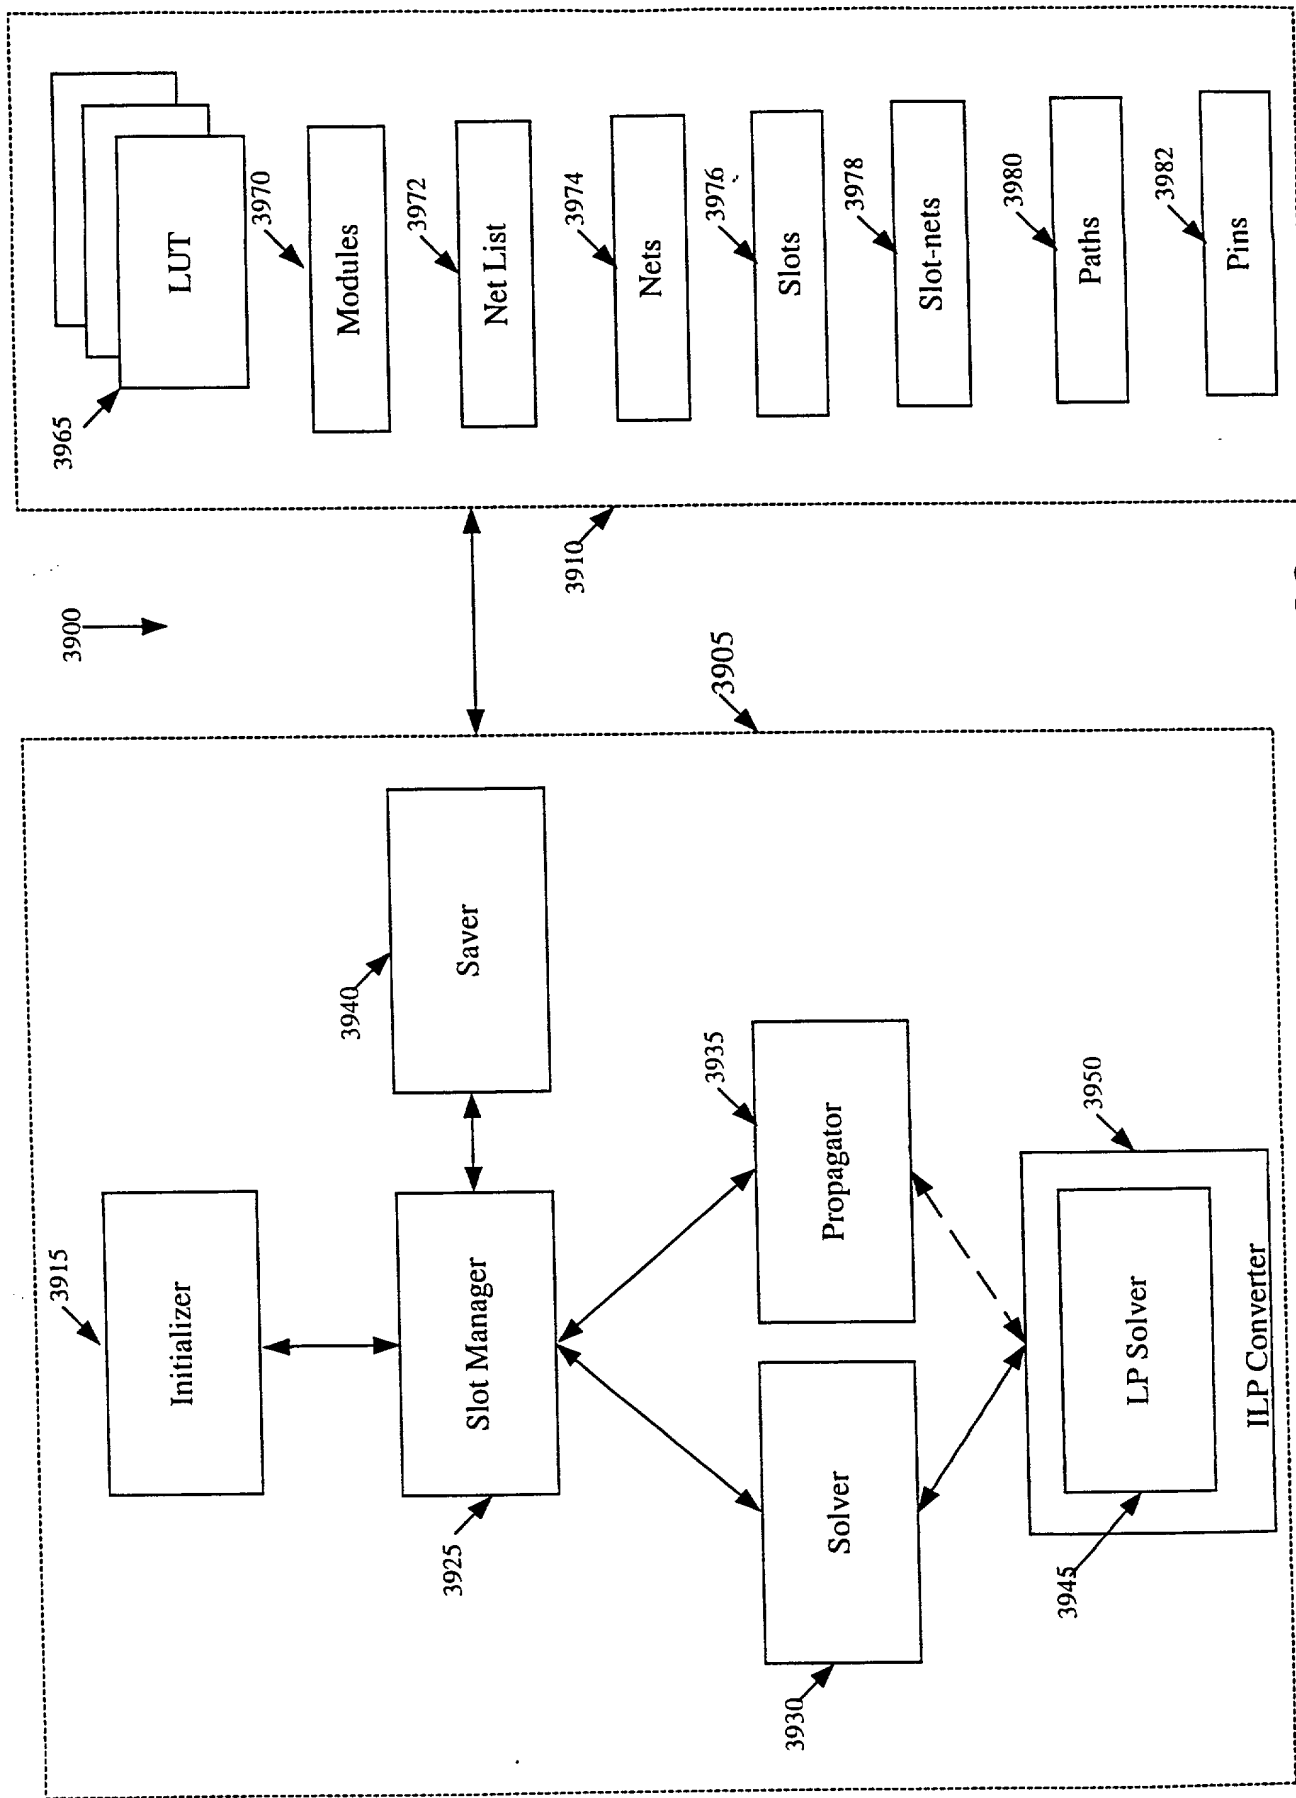 3900
3905
3915
Initializer
3925
Slot Manager
3940
Saver
3930
Solver
3935
Propagator
3950
3945
LP Solver
ILP Converter
3910
3965
LUT
3970
Modules
3972
Net List
3974
Nets
3976
Slots
3978
Slot-nets
3980
Paths
3982
Pins